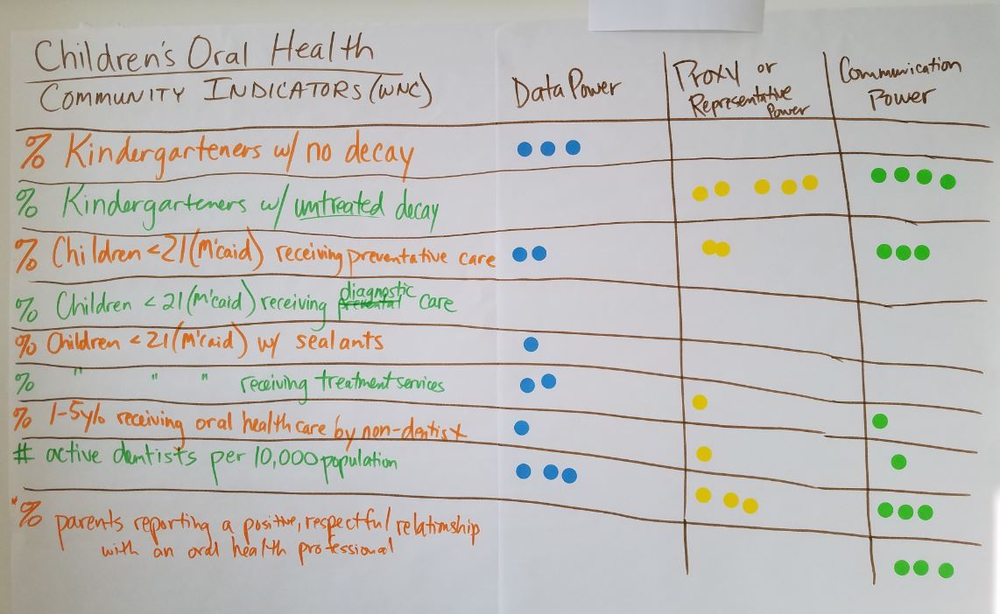 Children's Oral Health
COMMUNITY INDICATORS (WNC)
Data Power
Proxy or
Representative
Power
Communication
Power
% Kindergarteners w/ no decay
% Kindergarteners w/ untreated decay
% Children <21 (M'caid) receiving preventative care
% Children <21 (M'caid) receiving diagnostic care
% Children <21 (M'caid) w/ sealants
% " " " receiving treatment services
% 1-5y/o receiving oral healthcare by non-dentist
# active dentists per 10,000 population
*% parents reporting a positive, respectful relationship
with an oral health professional